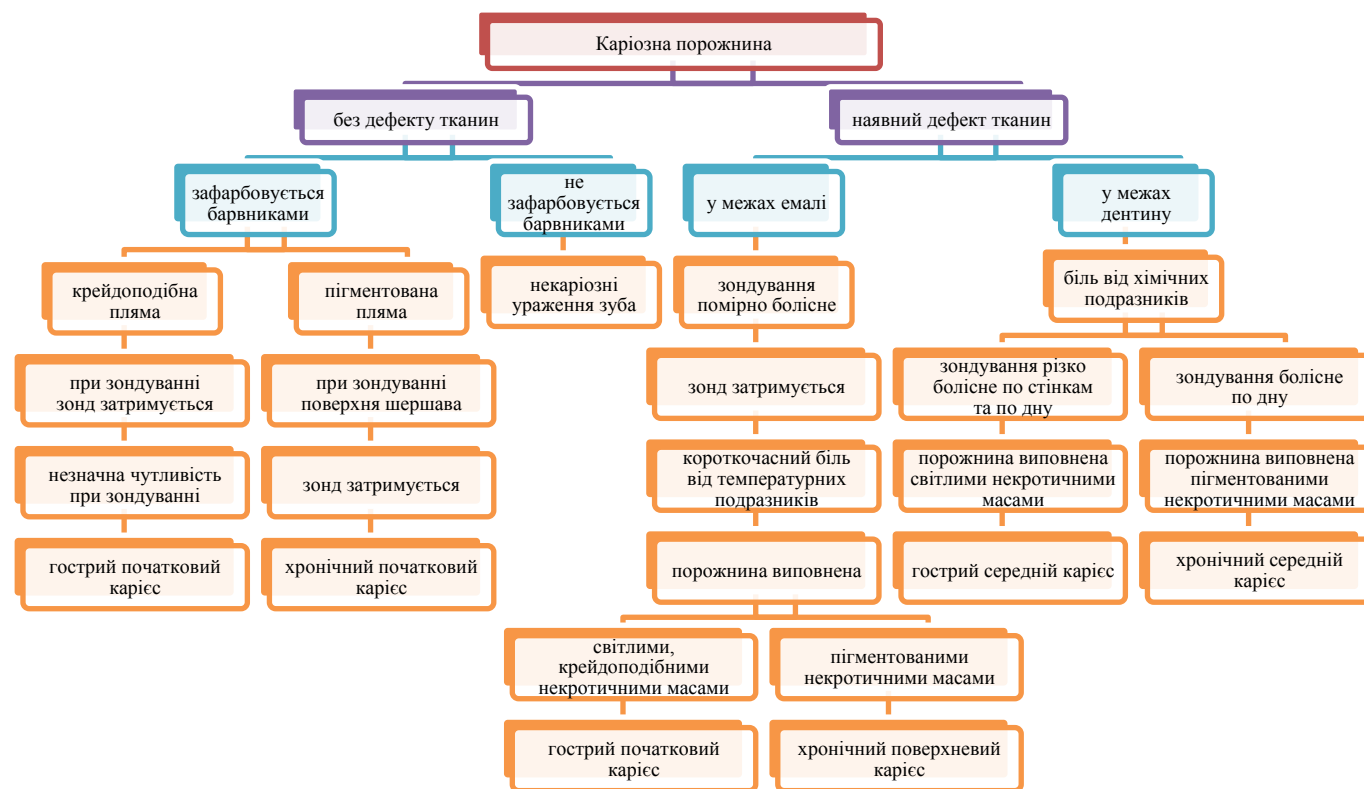 Каріозна порожнина
без дефекту тканин
наявний дефект тканин
зафарбовується
барвниками
не
зафарбовується
барвниками
у межах емалі
у межах
дентину
крейдоподібна
пляма
пігментована
пляма
некаріозні
ураження зуба
зондування
помірно болісне
біль від хімічних
подразників
при зондуванні
зонд затримується
при зондуванні
поверхня шершава
зонд затримується
зондування різко
болісне по стінкам
та по дну
зондування болісне
по дну
незначна чутливість
при зондуванні
зонд затримується
короткочасний біль
від температурних
подразників
порожнина виповнена
світлими некротичними
масами
порожнина виповнена
пігментованими
некротичними масами
гострий початковий
карієс
хронічний початковий
карієс
порожнина виповнена
гострий середній карієс
хронічний середній
карієс
світлими,
крейдоподібними
некротичними масами
пігментованими
некротичними масами
гострий початковий
карієс
хронічний поверхневий
карієс